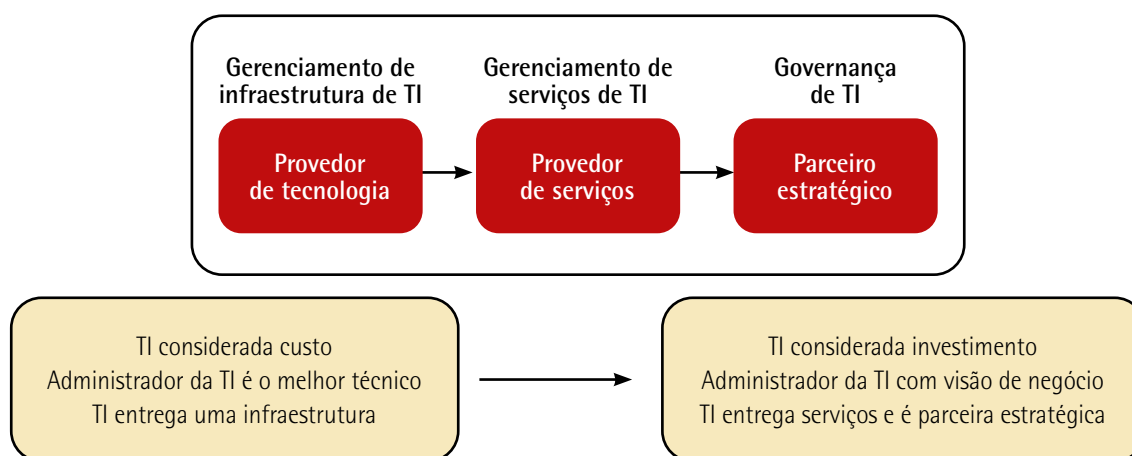 Gerenciamento de
infraestrutura de TI
Gerenciamento de
serviços de TI
Governança
de TI
Provedor
de tecnologia
Provedor
de serviços
Parceiro
estratégico
TI considerada custo
Administrador da TI é o melhor técnico
TI entrega uma infraestrutura
TI considerada investimento
Administrador da TI com visão de negócio
TI entrega serviços e é parceira estratégica